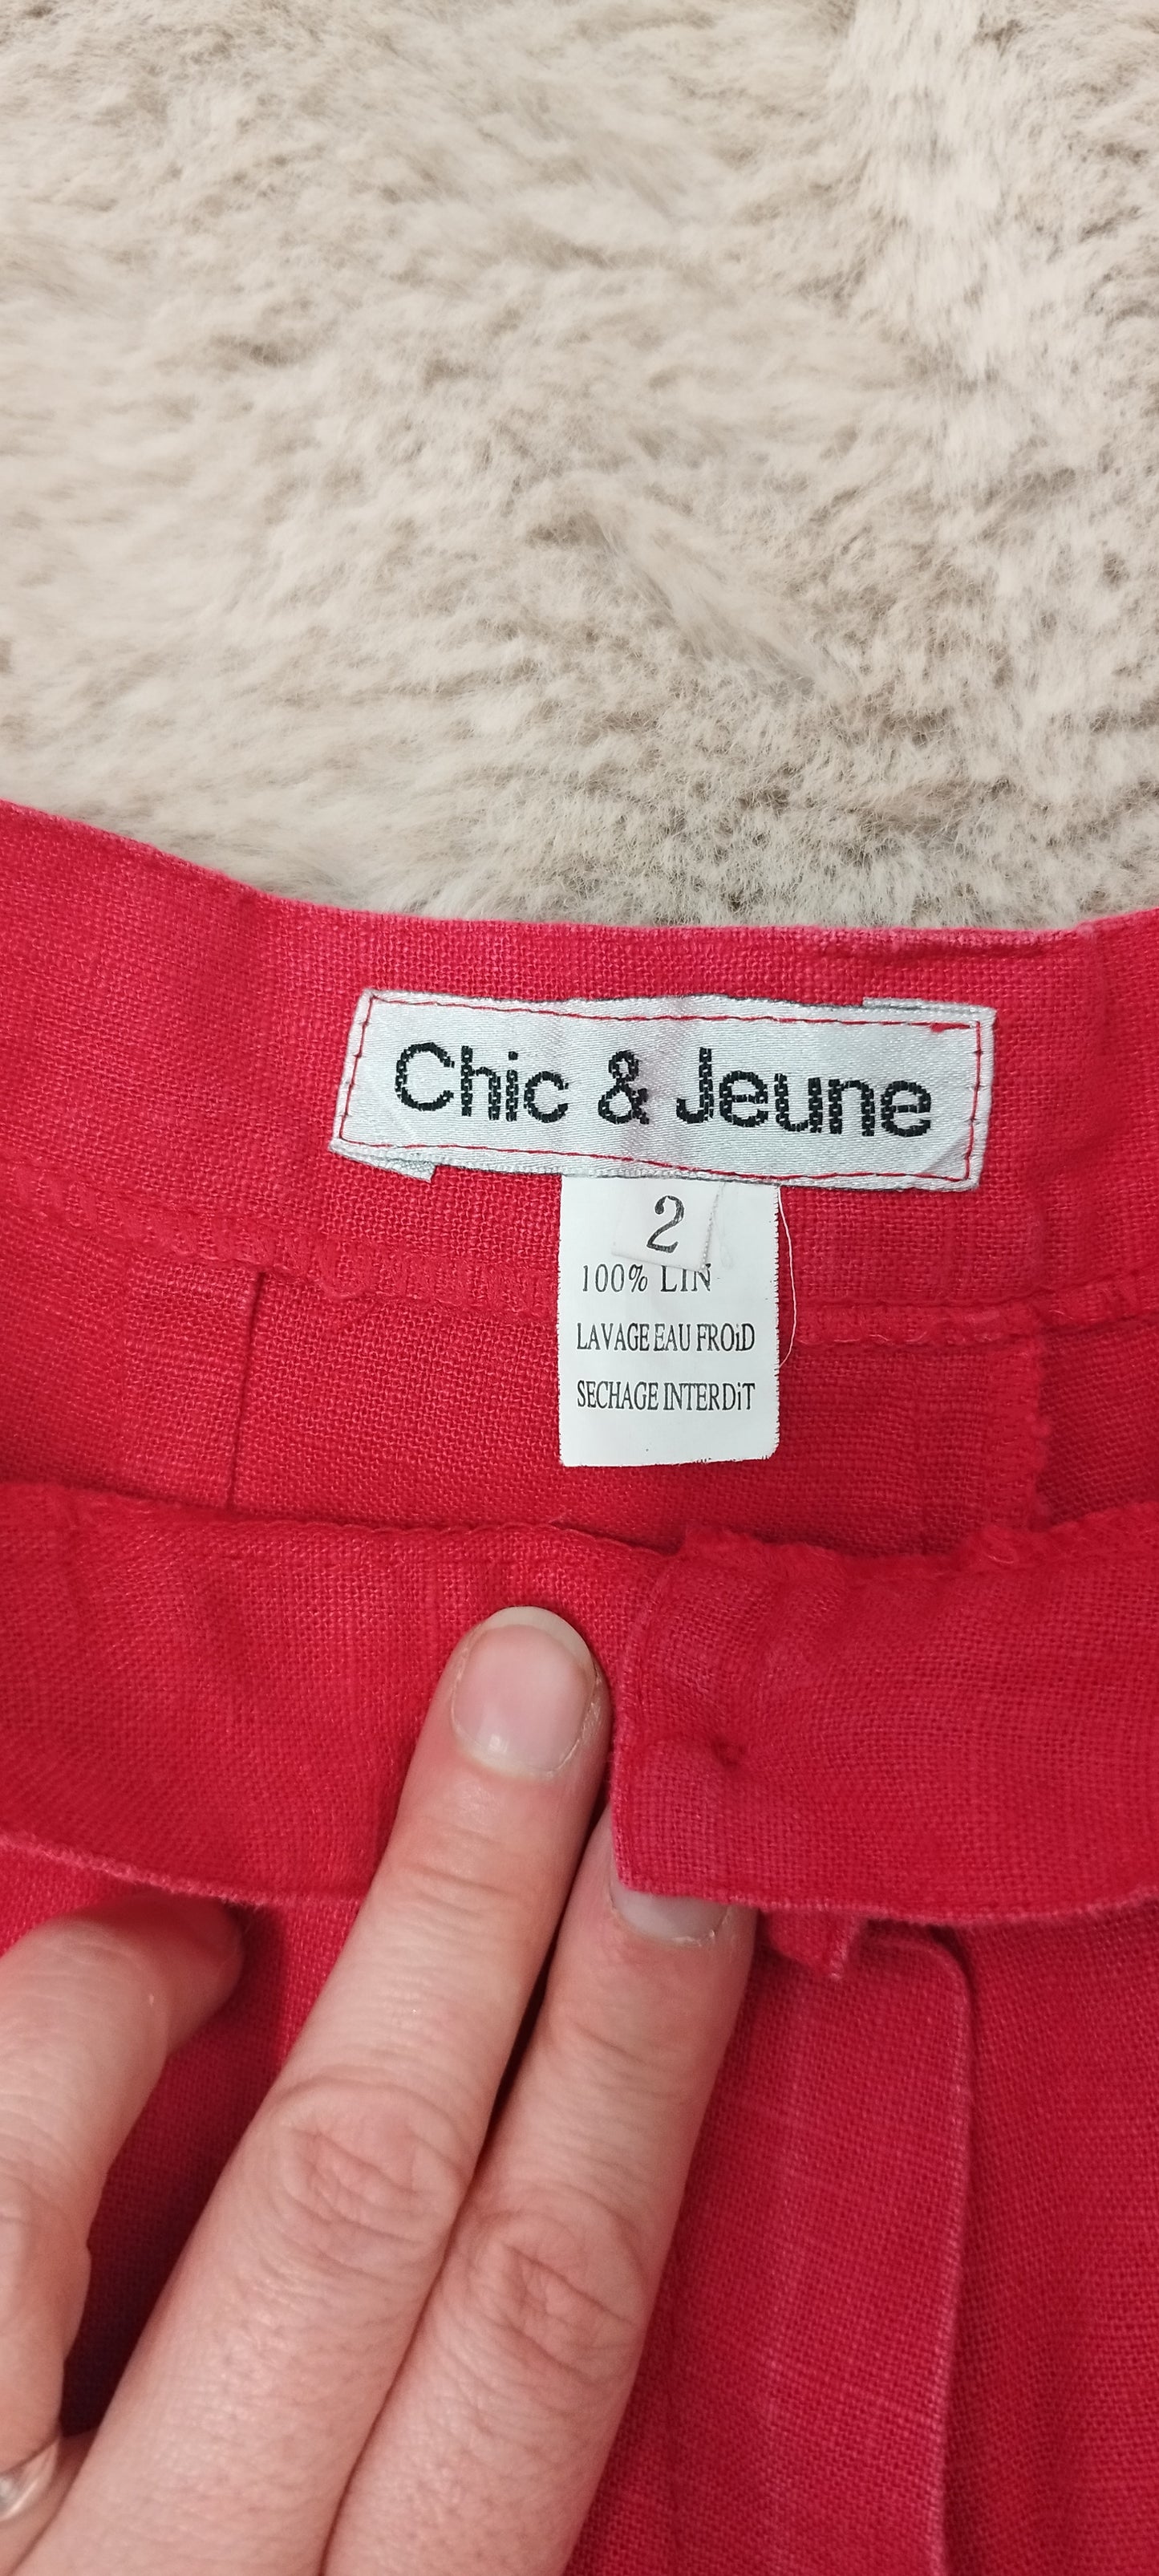 Chic & Jeune
2
100% LIN
LAVAGE EAU FROiD
SECHAGE INTERDiT